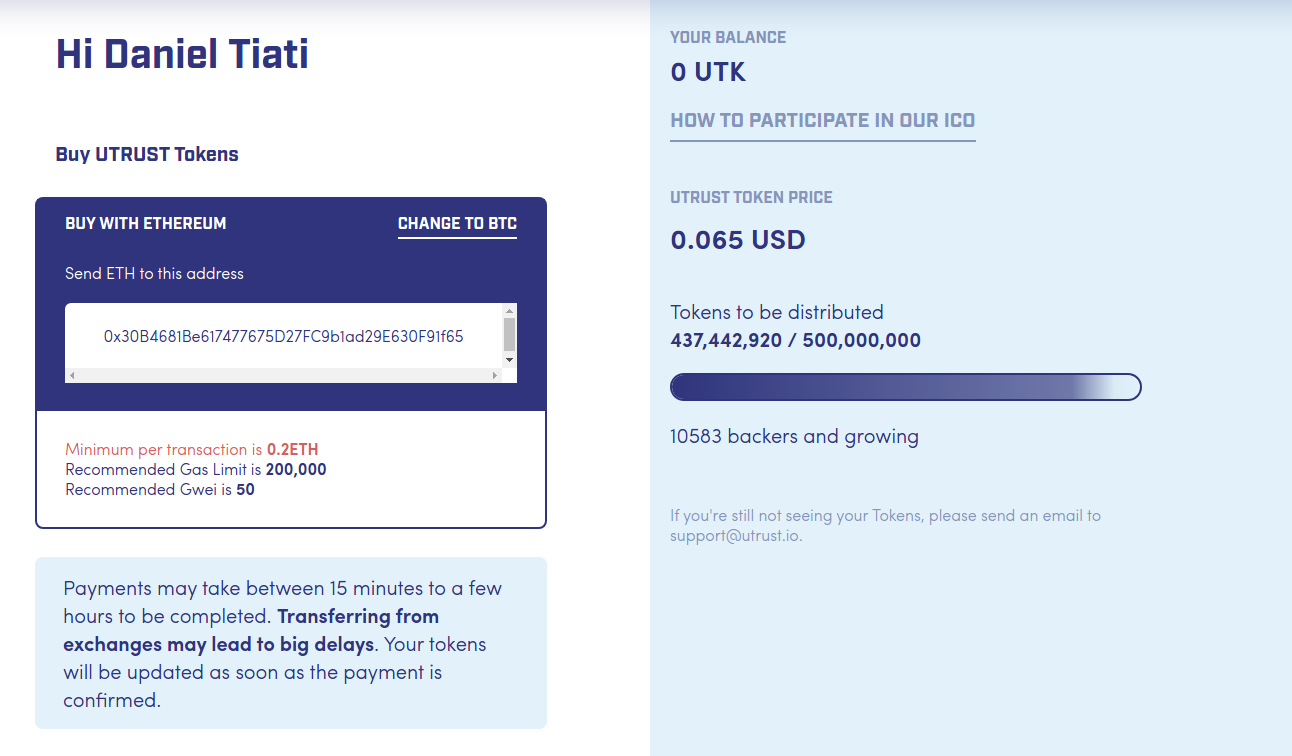 Hi Daniel Tiati
Buy UTRUST Tokens
BUY WITH ETHEREUM
CHANGE TO BTC
Send ETH to this address
0x30B4681Be617477675D27FC9b1ad29E630F91f65
Minimum per transaction is 0.2ETH
Recommended Gas Limit is 200,000
Recommended Gwei is 50
Payments may take between 15 minutes to a few
hours to be completed. Transferring from
exchanges may lead to big delays. Your tokens
will be updated as soon as the payment is
confirmed.
YOUR BALANCE
0 UTK
HOW TO PARTICIPATE IN OUR ICO
UTRUST TOKEN PRICE
0.065 USD
Tokens to be distributed
437,442,920 / 500,000,000
10583 backers and growing
If you're still not seeing your Tokens, please send an email to
support@utrust.io.